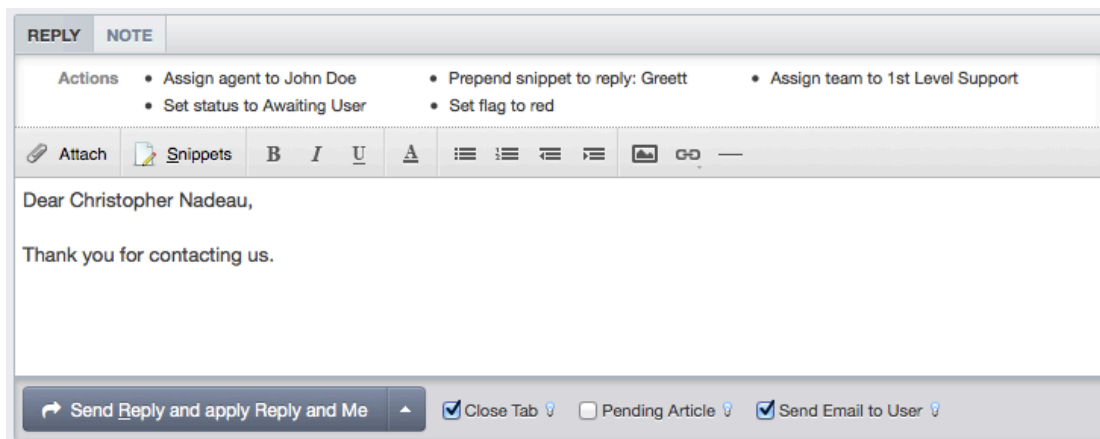 REPLY NOTE
Actions • Assign agent to John Doe • Prepend snippet to reply: Greett • Assign team to 1st Level Support
• Set status to Awaiting User • Set flag to red
Attach Snippets B I U A
Dear Christopher Nadeau,
Thank you for contacting us.
Send Reply and apply Reply and Me Close Tab Pending Article Send Email to User